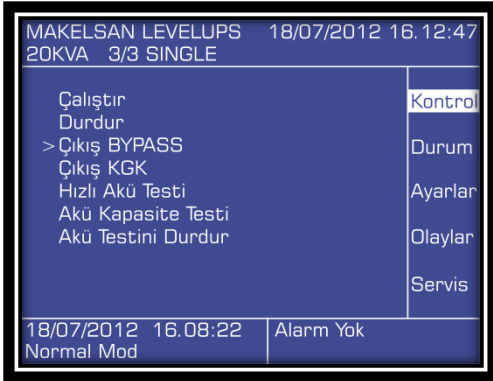 MAKELSAN LEVELUPS 18/07/2012 16.12:47
20KVA 3/3 SINGLE
Çalıştır
Durdur
>Çıkış BYPASS
Çıkış KGK
Hızlı Akü Testi
Akü Kapasite Testi
Akü Testini Durdur
Kontrol
Durum
Ayarlar
Olaylar
Servis
18/07/2012 16.08:22
Normal Mod
Alarm Yok